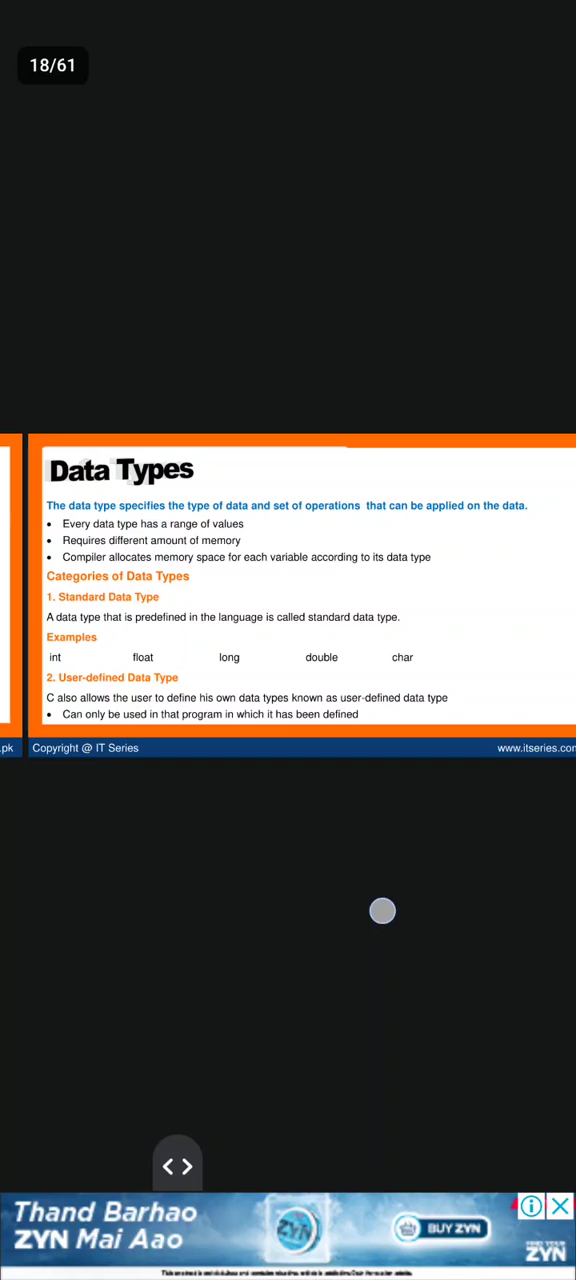 18/61
Data Types
The data type specifies the type of data and set of operations that can be applied on the data.
• Every data type has a range of values
• Requires different amount of memory
• Compiler allocates memory space for each variable according to its data type
Categories of Data Types
1. Standard Data Type
A data type that is predefined in the language is called standard data type.
Examples
int float long double char
2. User-defined Data Type
C also allows the user to define his own data types known as user-defined data type
• Can only be used in that program in which it has been defined
.pk Copyright @ IT Series www.itseries.com
Thand Barhao
ZYN Mai Aao
ZYN
BUY ZYN
FIND YOUR
ZYN